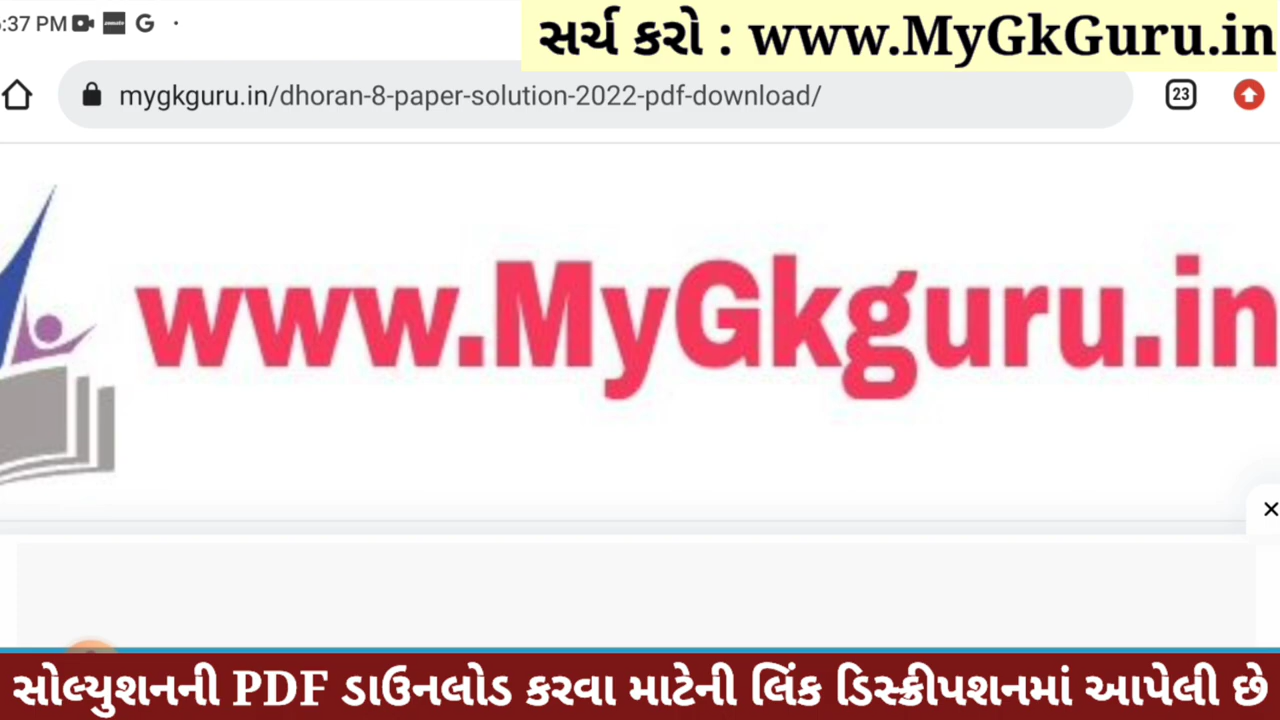 :37 PM
સર્ચ કરો : www.MyGkGuru.in
mygkguru.in/dhoran-8-paper-solution-2022-pdf-download/
23
www.MyGkguru.in
સોલ્યુશનની PDF ડાઉનલોડ કરવા માટેની લિંક ડિસ્ક્રીપશનમાં આપેલી છે